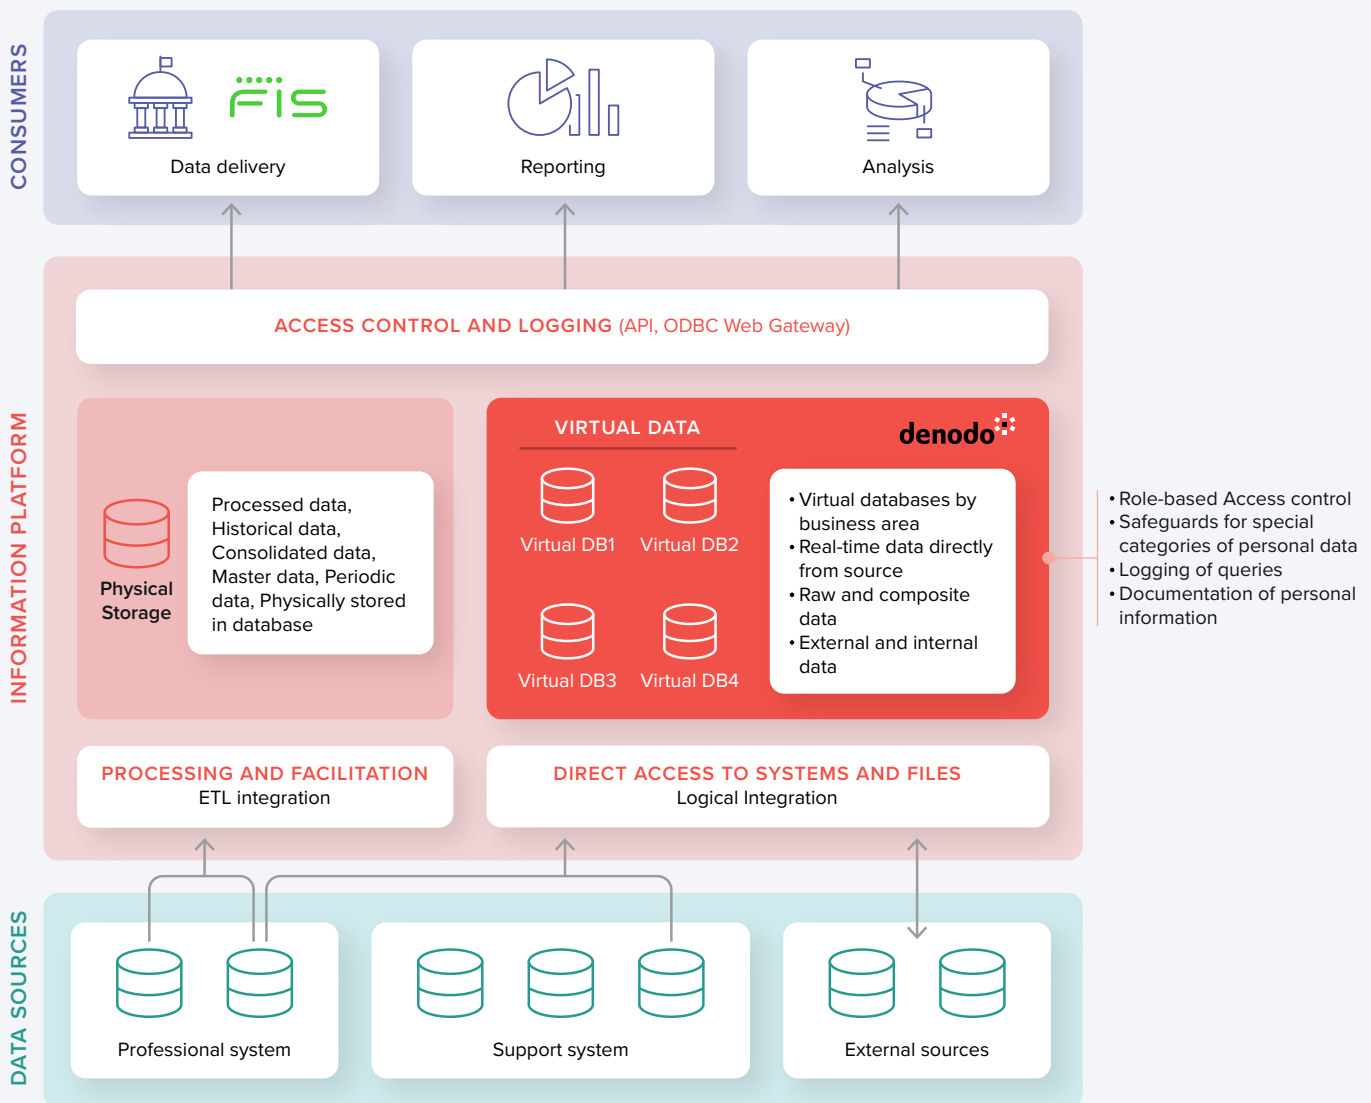 CONSUMERS
FIS
Data delivery
Reporting
Analysis
INFORMATION PLATFORM
ACCESS CONTROL AND LOGGING (API, ODBC Web Gateway)
Physical
Storage
Processed data,
Historical data,
Consolidated data,
Master data, Periodic
data, Physically stored
in database
VIRTUAL DATA
denodo
Virtual DB1
Virtual DB2
Virtual DB3
Virtual DB4
• Virtual databases by
business area
• Real-time data directly
from source
• Raw and composite
data
• External and internal
data
• Role-based Access control
• Safeguards for special
categories of personal data
• Logging of queries
• Documentation of personal
information
PROCESSING AND FACILITATION
ETL integration
DIRECT ACCESS TO SYSTEMS AND FILES
Logical Integration
DATA SOURCES
Professional system
Support system
External sources